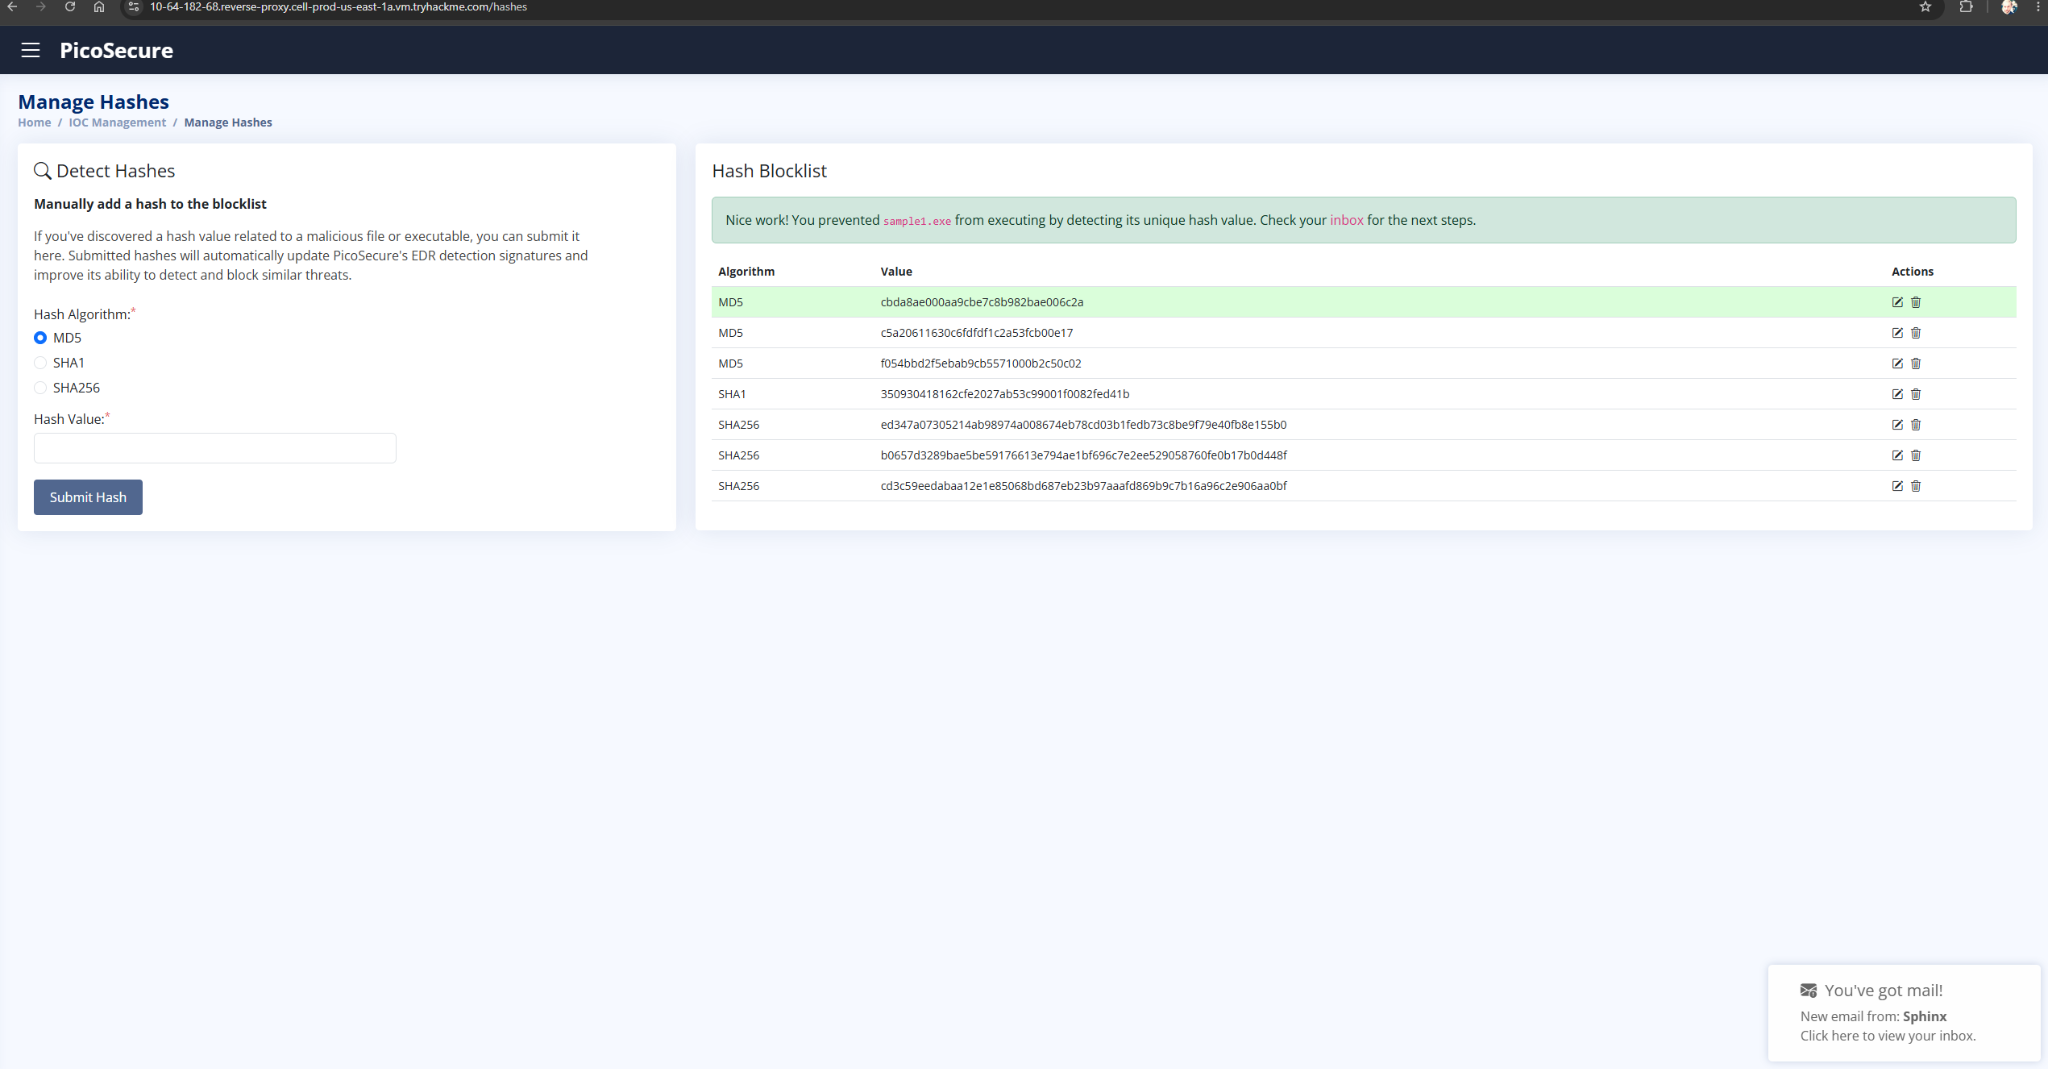 10-64-182-68.reverse-proxy.cell-prod-us-east-1a.vm.tryhackme.com/hashes
PicoSecure
Manage Hashes
Home / IOC Management / Manage Hashes
Detect Hashes
Manually add a hash to the blocklist
If you've discovered a hash value related to a malicious file or executable, you can submit it
here. Submitted hashes will automatically update PicoSecure's EDR detection signatures and
improve its ability to detect and block similar threats.
Hash Algorithm:*
MD5
SHA1
SHA256
Hash Value:*
Submit Hash
Hash Blocklist
Nice work! You prevented sample1.exe from executing by detecting its unique hash value. Check your inbox for the next steps.
Algorithm Value Actions
MD5 cbda8ae000aa9cbe7c8b982bae006c2a
MD5 c5a20611630c6fdfdf1c2a53fcb00e17
MD5 f054bbd2f5ebab9cb5571000b2c50c02
SHA1 350930418162cfe2027ab53c99001f0082fed41b
SHA256 ed347a07305214ab98974a008674eb78cd03b1fedb73c8be9f79e40fb8e155b0
SHA256 b0657d3289bae5be59176613e794ae1bf696c7e2ee529058760fe0b17b0d448f
SHA256 cd3c59eedabaa12e1e85068bd687eb23b97aaafd869b9c7b16a96c2e906aa0bf
You've got mail!
New email from: Sphinx
Click here to view your inbox.